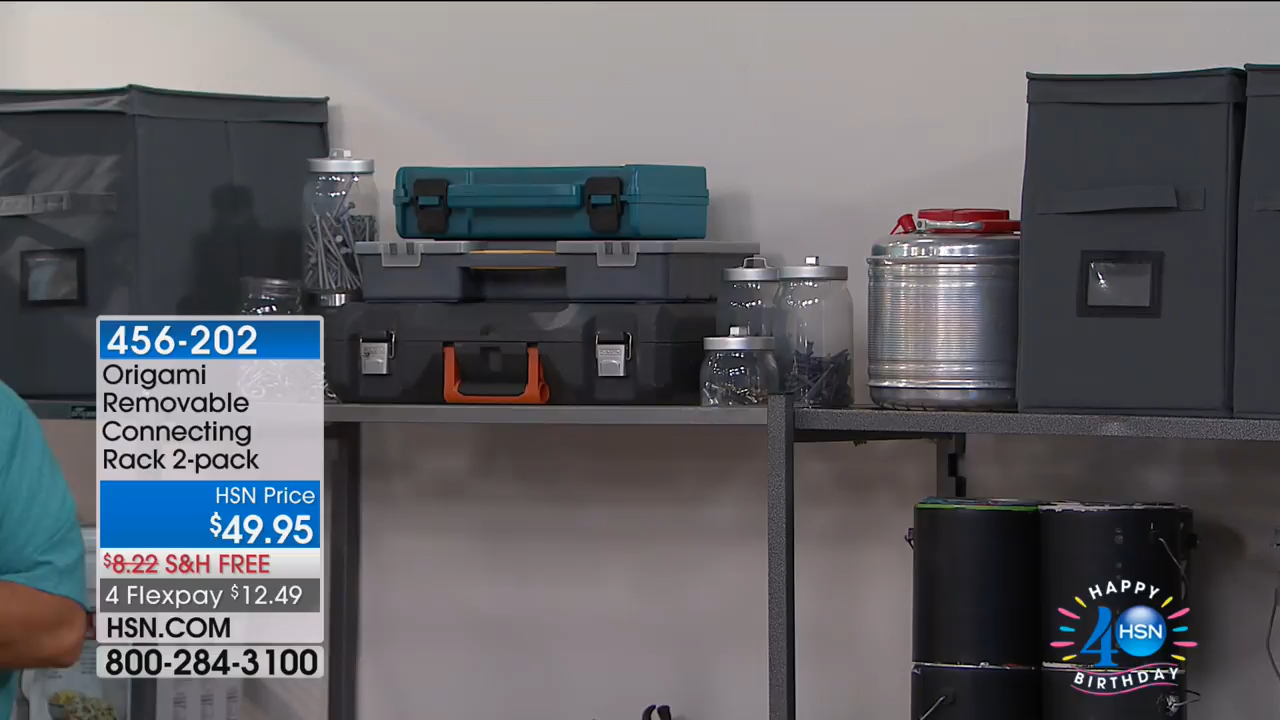 456-202
Origami
Removable
Connecting
Rack 2-pack
HSN Price
$49.95
$8.22 S&H FREE
4 Flexpay $12.49
HSN.COM
800-284-3100
HAPPY
40 HSN
BIRTHDAY